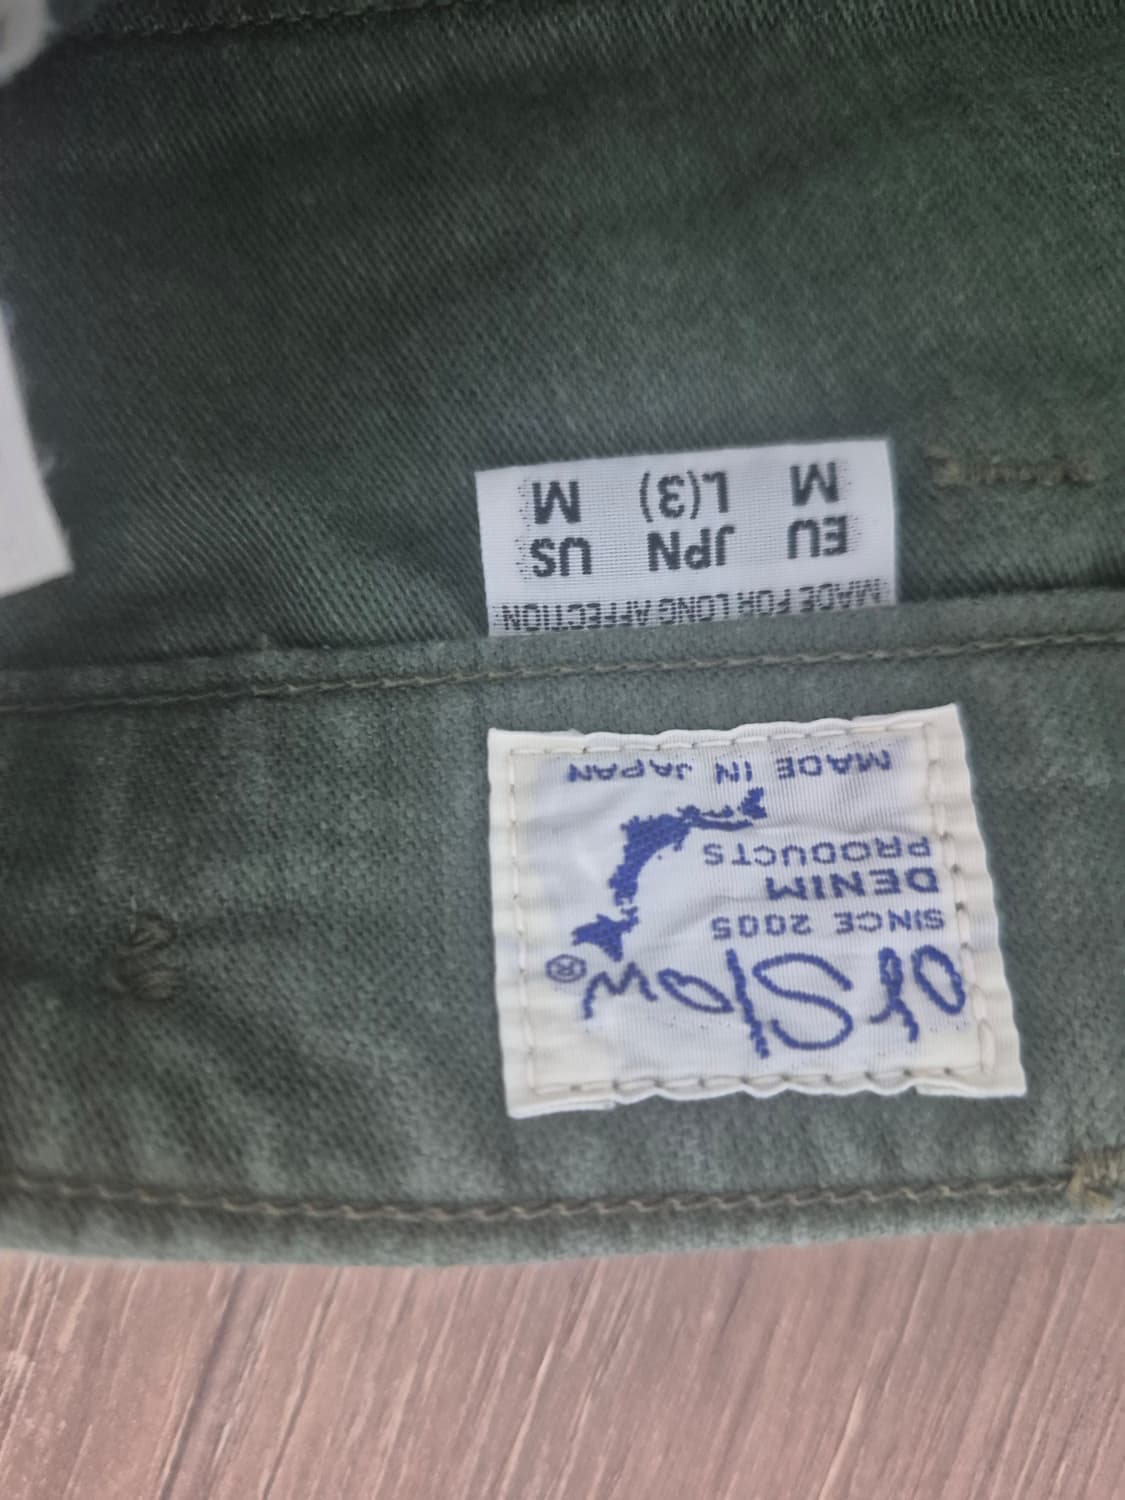 orSlow®
SINCE 2005
DENIM
PRODUCTS
MADE IN JAPAN
MADE FOR LONG AFFECTION
EU JPN US
M L(3) M